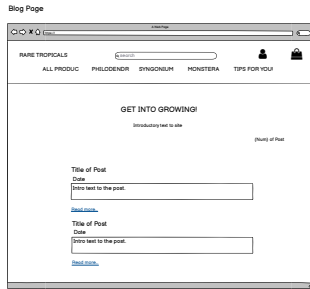 Blog Page
A Web Page
https://
RARE TROPICALS
search
ALL PRODUC PHILODENDR SYNGONIUM MONSTERA TIPS FOR YOU!
GET INTO GROWING!
Introductory text to site
(Num) of Post
Title of Post
Date
Intro text to the post.
Read more..
Title of Post
Date
Intro text to the post.
Read more..